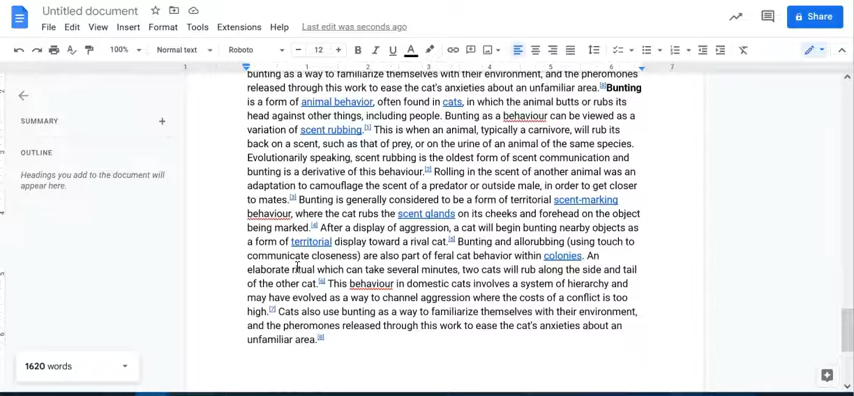 Untitled document
File Edit View Insert Format Tools Extensions Help Last edit was seconds ago
Share
100% Normal text Roboto 12 B I U A
1 1 2 3 4 5 6 7
bunting as a way to familiarize themselves with their environment, and the pheromones
released through this work to ease the cat's anxieties about an unfamiliar area.[8]Bunting
is a form of animal behavior, often found in cats, in which the animal butts or rubs its
head against other things, including people. Bunting as a behaviour can be viewed as a
variation of scent rubbing.[1] This is when an animal, typically a carnivore, will rub its
back on a scent, such as that of prey, or on the urine of an animal of the same species.
Evolutionarily speaking, scent rubbing is the oldest form of scent communication and
bunting is a derivative of this behaviour.[2] Rolling in the scent of another animal was an
adaptation to camouflage the scent of a predator or outside male, in order to get closer
to mates.[3] Bunting is generally considered to be a form of territorial scent-marking
behaviour, where the cat rubs the scent glands on its cheeks and forehead on the object
being marked.[4] After a display of aggression, a cat will begin bunting nearby objects as
a form of territorial display toward a rival cat.[5] Bunting and allorubbing (using touch to
communicate closeness) are also part of feral cat behavior within colonies. An
elaborate ritual which can take several minutes, two cats will rub along the side and tail
of the other cat.[6] This behaviour in domestic cats involves a system of hierarchy and
may have evolved as a way to channel aggression where the costs of a conflict is too
high.[7] Cats also use bunting as a way to familiarize themselves with their environment,
and the pheromones released through this work to ease the cat's anxieties about an
unfamiliar area.[8]
SUMMARY
OUTLINE
Headings you add to the document will
appear here.
1620 words